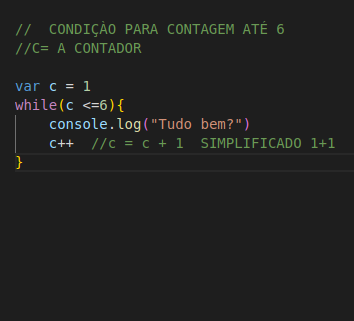 //  CONDIÇÃO PARA CONTAGEM ATÉ 6
//C= A CONTADOR
var c = 1
while(c <=6){
    console.log("Tudo bem?")
    c++  //c = c + 1  SIMPLIFICADO 1+1
}